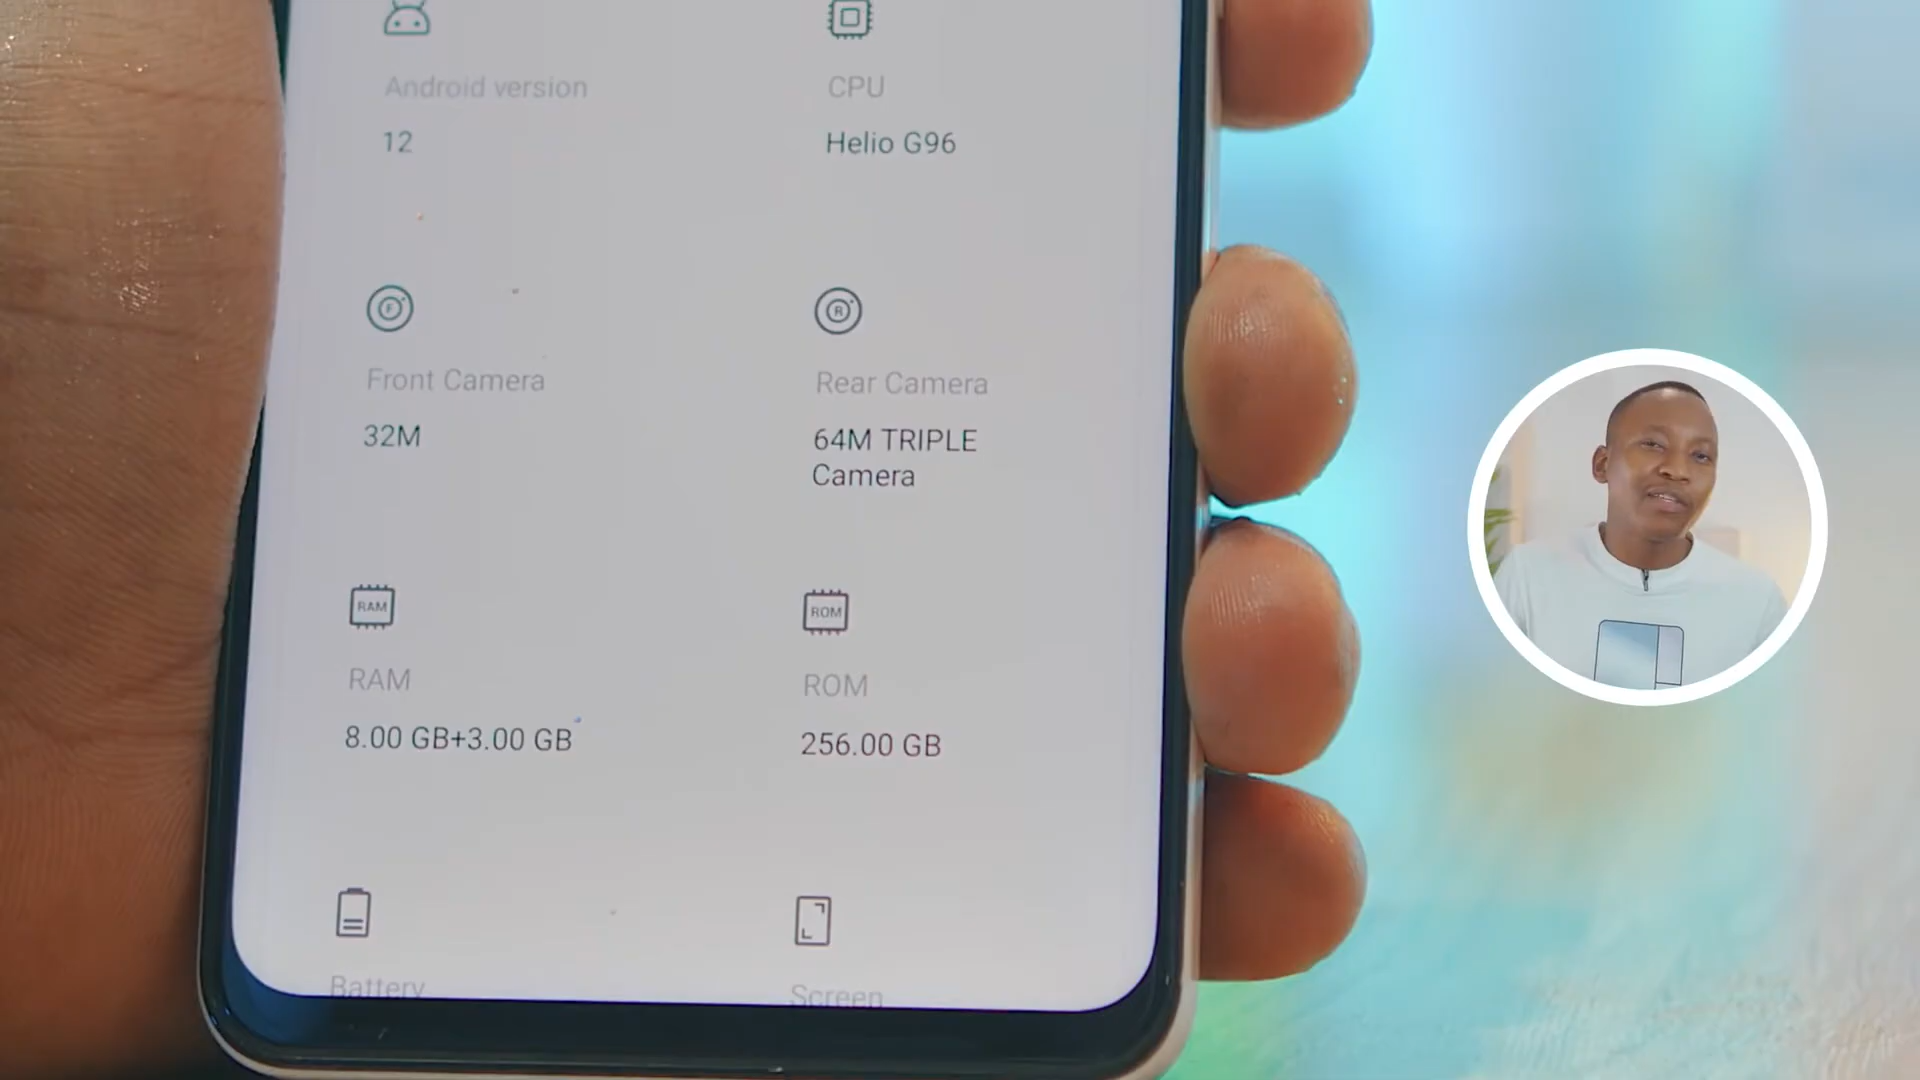 Android version
CPU
12
Helio G96
F
R
Front Camera
Rear Camera
32M
64M TRIPLE
Camera
RAM
ROM
RAM
ROM
8.00 GB+3.00 GB
256.00 GB
Battery
Screen